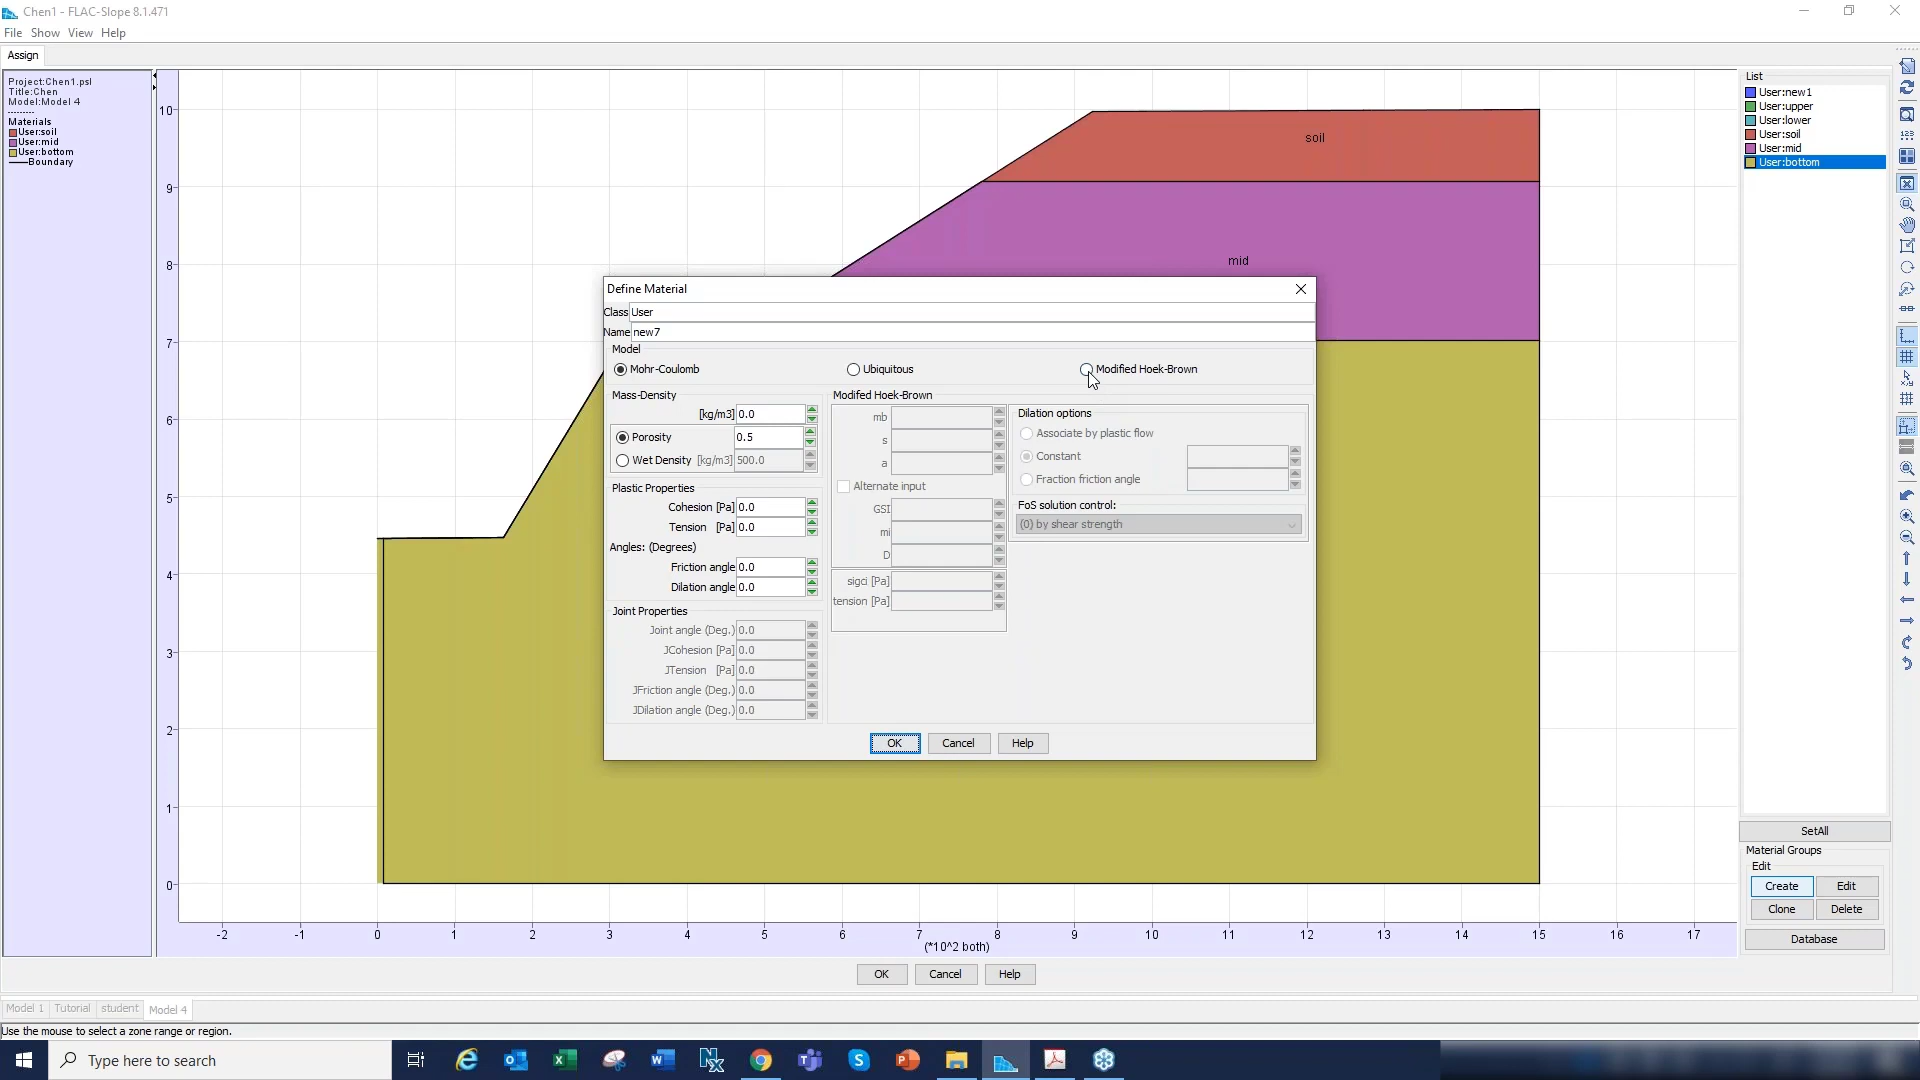 Chen1 - FLAC-Slope 8.1.471
File Show View Help
Assign
Project:Chen1.psl
Title:Chen
Model:Model 4
Materials
User:soil
User:mid
User:bottom
Boundary
10
9
8
7
6
5
4
3
2
1
0
-2 -1 0 1 2 3 4 5 6 7 8 9 10 11 12 13 14 15 16 17
(*10^2 both)
soil
mid
Define Material
Class User
Name new7
Model
Mohr-Coulomb Ubiquitous Modified Hoek-Brown
Mass-Density
[kg/m3] 0.0
Porosity 0.5
Wet Density [kg/m3] 500.0
Plastic Properties
Cohesion [Pa] 0.0
Tension [Pa] 0.0
Angles: (Degrees)
Friction angle 0.0
Dilation angle 0.0
Joint Properties
Joint angle (Deg.) 0.0
JCohesion [Pa] 0.0
JTension [Pa] 0.0
JFriction angle (Deg.) 0.0
JDilation angle (Deg.) 0.0
Modifed Hoek-Brown
mb
s
a
Alternate input
GSI
mi
D
sigci [Pa]
tension [Pa]
Dilation options
Associate by plastic flow
Constant
Fraction friction angle
FoS solution control:
(0) by shear strength
OK Cancel Help
List
User:new1
User:upper
User:lower
User:soil
User:mid
User:bottom
SetAll
Material Groups
Edit
Create Edit
Clone Delete
Database
OK Cancel Help
Model 1 Tutorial student Model 4
Use the mouse to select a zone range or region.
Type here to search